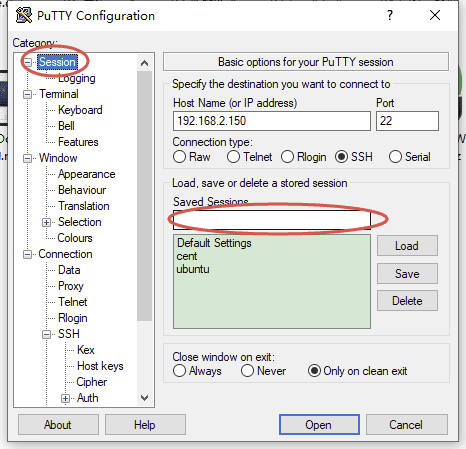 PuTTY Configuration
Category:
Session
Logging
Terminal
Keyboard
Bell
Features
Window
Appearance
Behaviour
Translation
Selection
Colours
Connection
Data
Proxy
Telnet
Rlogin
SSH
Kex
Host keys
Cipher
Auth
Basic options for your PuTTY session
Specify the destination you want to connect to
Host Name (or IP address) Port
192.168.2.150 22
Connection type:
Raw Telnet Rlogin SSH Serial
Load, save or delete a stored session
Saved Sessions
Default Settings
cent
ubuntu
Load
Save
Delete
Close window on exit:
Always Never Only on clean exit
About Help Open Cancel